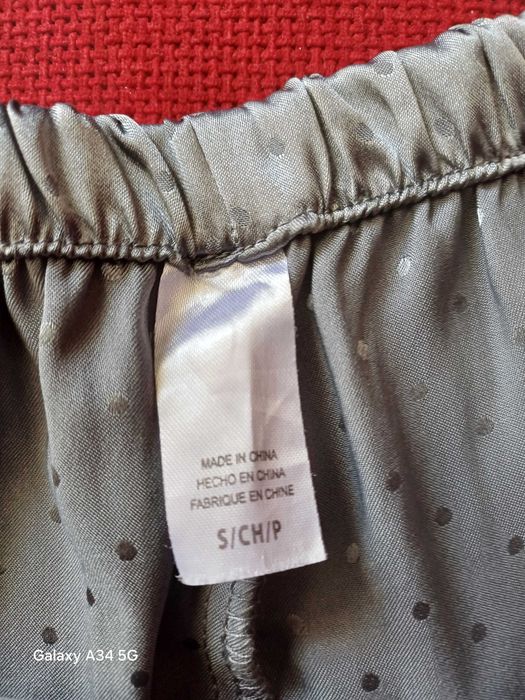 MADE IN CHINA
HECHO EN CHINA
FABRIQUE EN CHINE
S/CH/P
Galaxy A34 5G